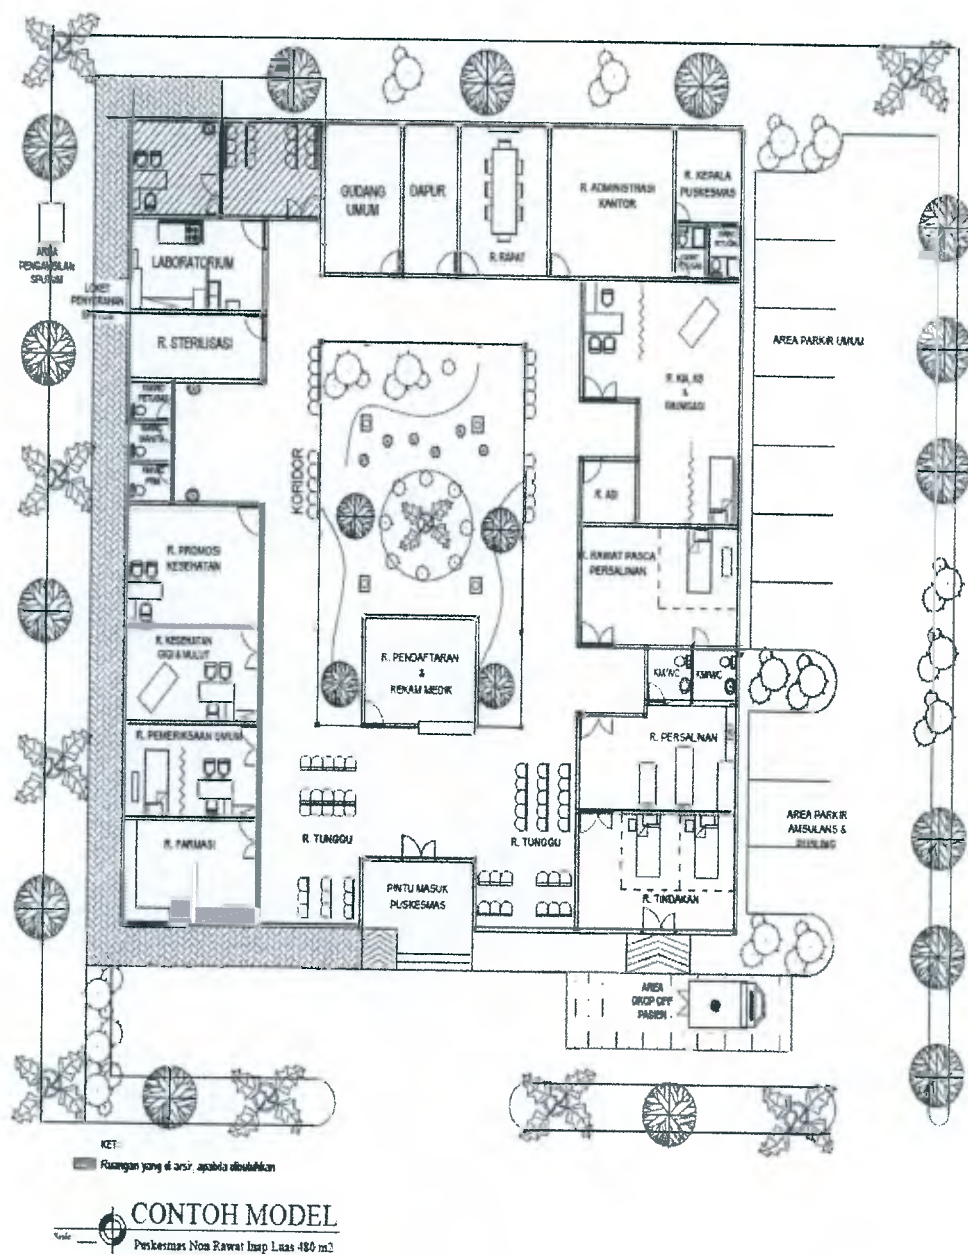 GUDANG
UMUM
DAPUR
R. RAPAT
R. ADMINISTRASI
KANTOR
R. KEPALA
PUSKESMAS
AREA
PENGAMBILAN
SPUTUM
LOKET
PENYERAHAN
LABORATORIUM
R. STERILISASI
AREA PARKIR UMUM
R. KIA, KB
&
IMUNISASI
KORIDOR
R. ASI
R. PROMOSI
KESEHATAN
R. RAWAT PASCA
PERSALINAN
R. KESEHATAN
GIGI & MULUT
R. PENDAFTARAN
&
REKAM MEDIK
KM/WC
KM/WC
R. PEMERIKSAAN UMUM
R. PERSALINAN
R. FARMASI
R. TUNGGU
R. TUNGGU
AREA PARKIR
AMBULANS &
PUSLING
PINTU MASUK
PUSKESMAS
R. TINDAKAN
AREA
DROP OFF
PASIEN
KET:
Ruangan yang di arsir, apabila dibutuhkan
CONTOH MODEL
Puskesmas Non Rawat Inap Luas 480 m2